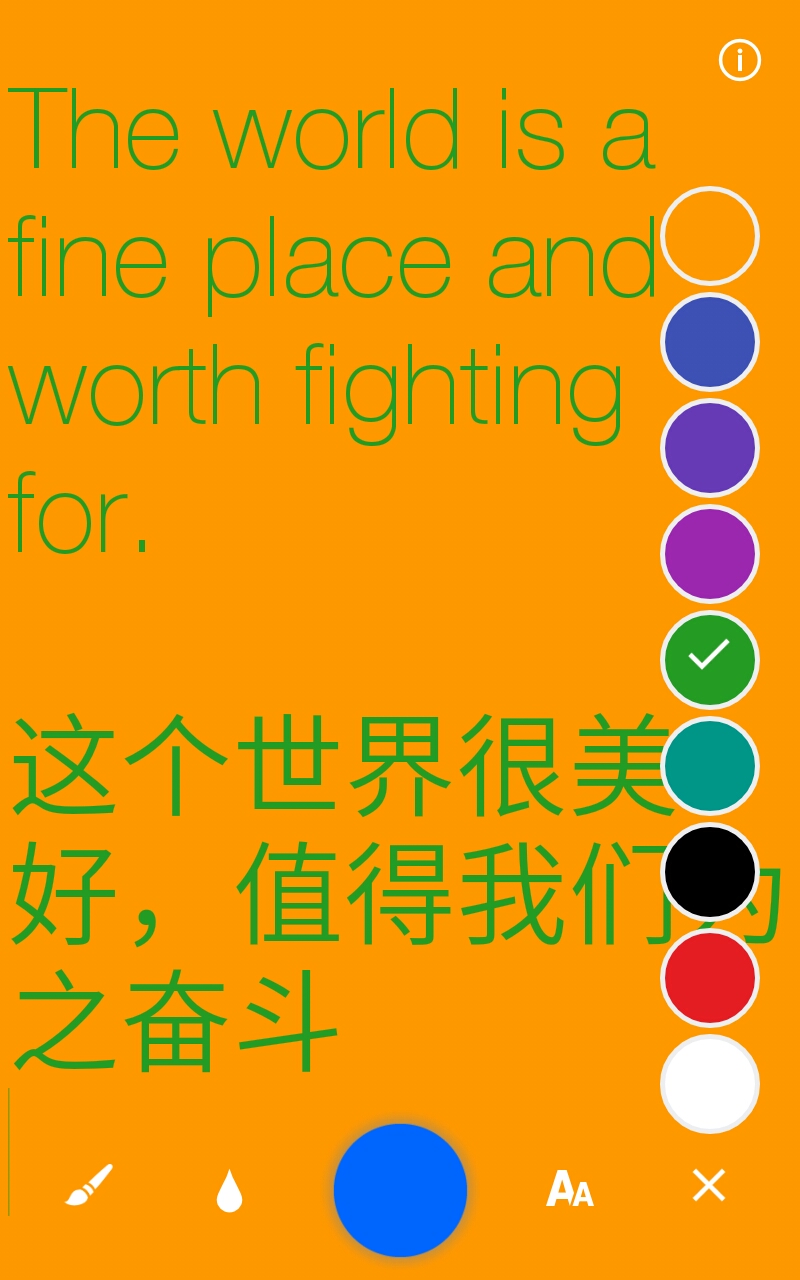 The world is a
fine place and
worth fighting
for.
这个世界很美
好，值得我们为
之奋斗